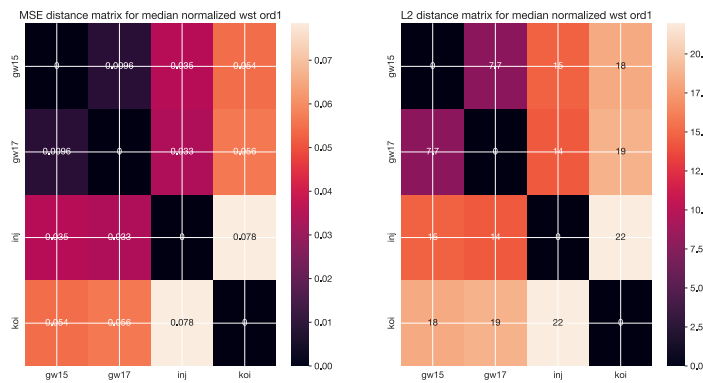 MSE distance matrix for median normalized wst ord1
gw15
gw17
inj
koi
0 0.0096 0.035 0.054
0.0096 0 0.033 0.056
0.035 0.033 0 0.078
0.054 0.056 0.078 0
gw15 gw17 inj koi
0.07
0.06
0.05
0.04
0.03
0.02
0.01
0.00
L2 distance matrix for median normalized wst ord1
gw15
gw17
inj
koi
0 7.7 15 18
7.7 0 14 19
15 14 0 22
18 19 22 0
gw15 gw17 inj koi
20.
17.
15.
12.
10.
7.5
5.0
2.5
0.0